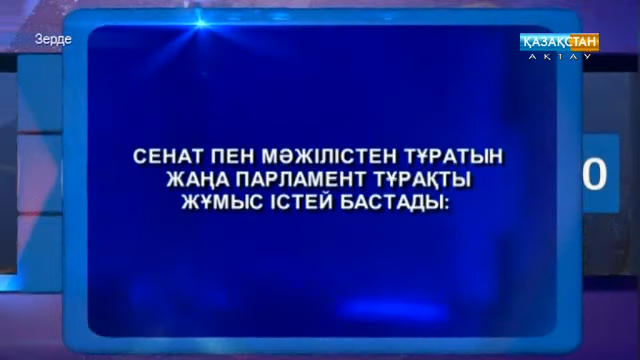 Зерде
ҚАЗАҚСТАН
АҚТАУ
СЕНАТ ПЕН МӘЖІЛІСТЕН ТҰРАТЫН
ЖАҢА ПАРЛАМЕНТ ТҰРАҚТЫ
ЖҰМЫС ІСТЕЙ БАСТАДЫ:
0